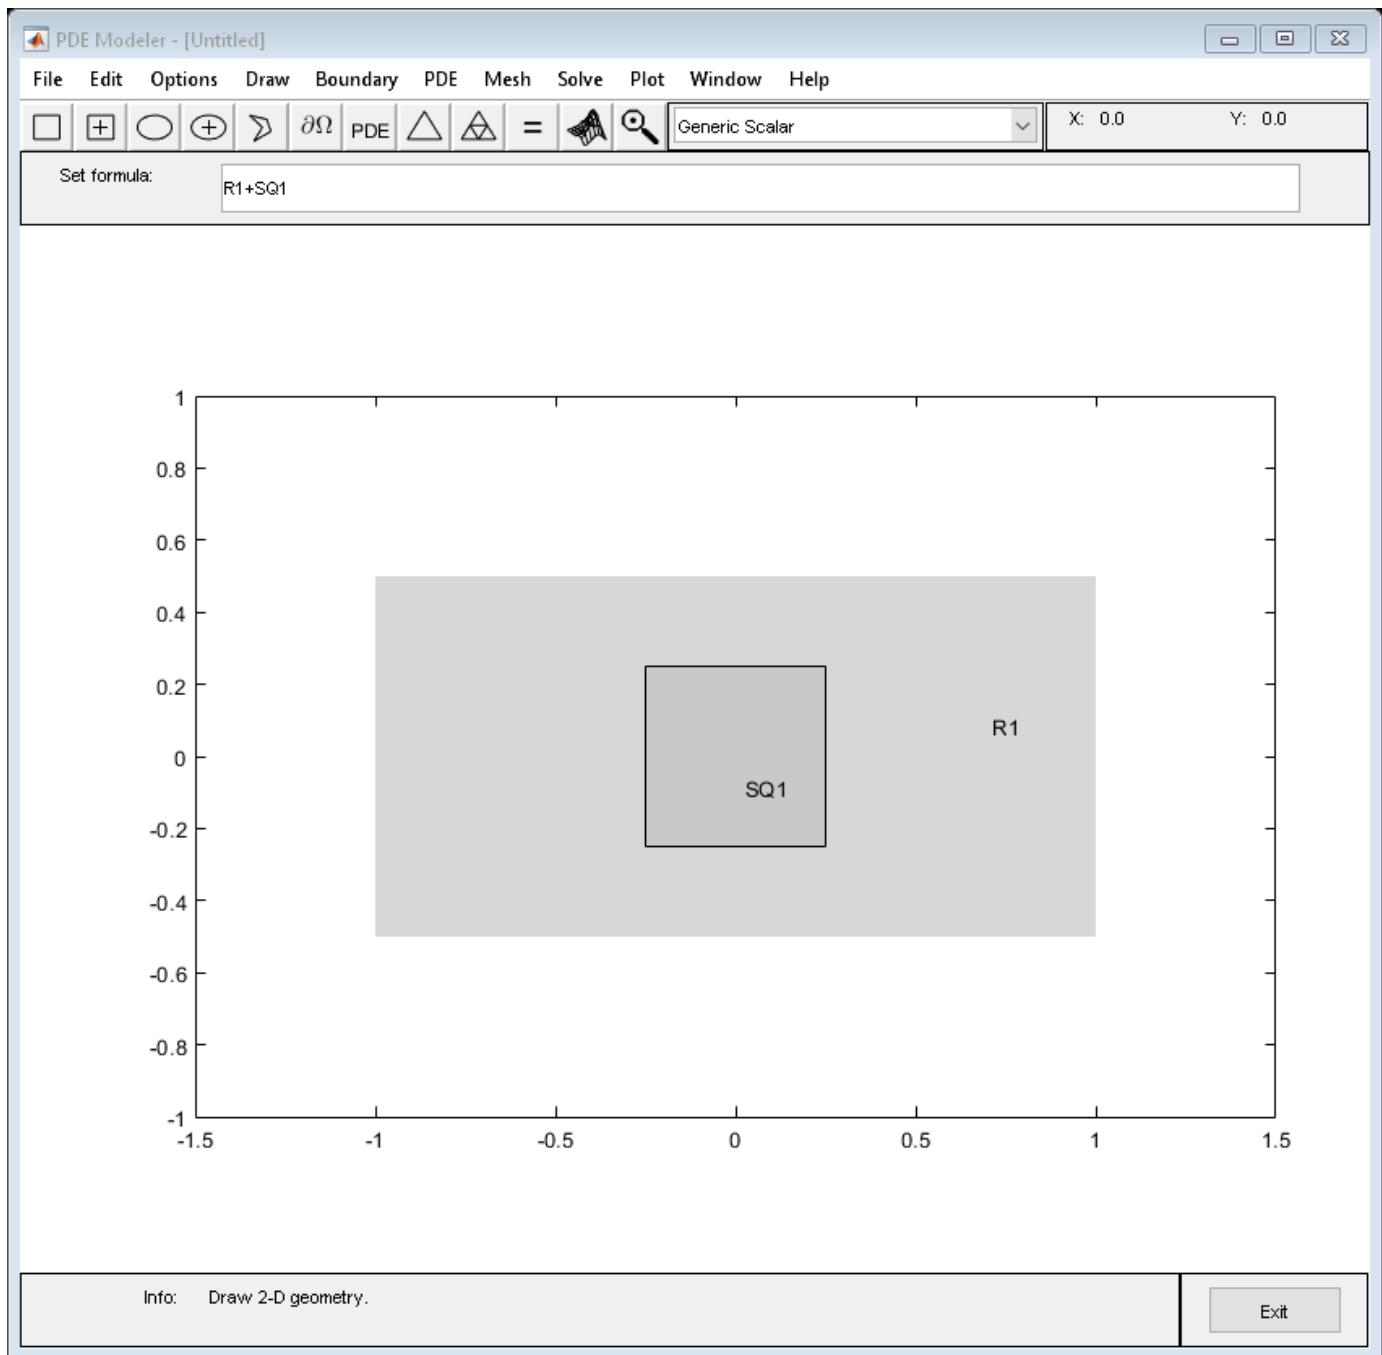 PDE Modeler - [Untitled]
File Edit Options Draw Boundary PDE Mesh Solve Plot Window Help
∂Ω PDE = Generic Scalar X: 0.0 Y: 0.0
Set formula: R1+SQ1
1
0.8
0.6
0.4
0.2
0
-0.2
-0.4
-0.6
-0.8
-1
R1
SQ1
-1.5 -1 -0.5 0 0.5 1 1.5
Info: Draw 2-D geometry. Exit